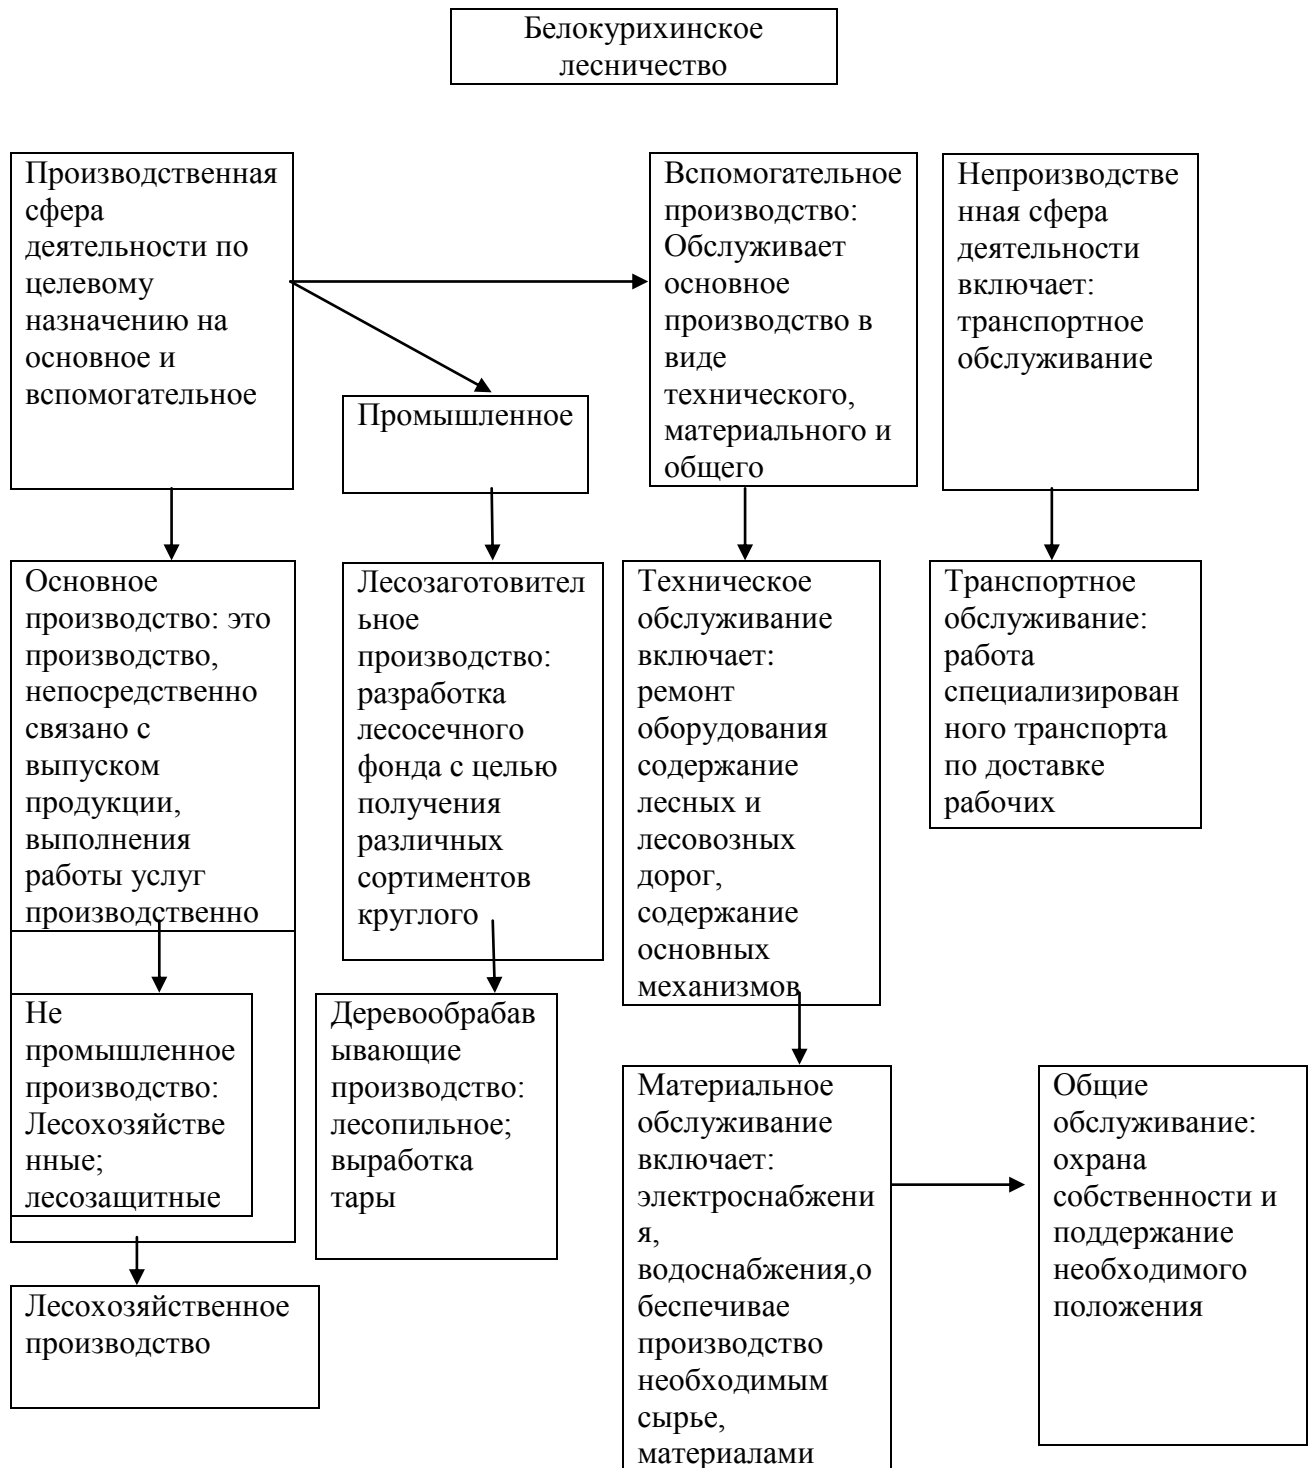 Белокурихинское
лесничество
Производственная
сфера
деятельности по
целевому
назначению на
основное и
вспомогательное
Промышленное
Вспомогательное
производство:
Обслуживает
основное
производство в
виде
технического,
материального и
общего
Непроизводстве
нная сфера
деятельности
включает:
транспортное
обслуживание
Основное
производство: это
производство,
непосредственно
связано с
выпуском
продукции,
выполнения
работы услуг
производственно
Лесозаготовител
ьное
производство:
разработка
лесосечного
фонда с целью
получения
различных
сортиментов
круглого
Техническое
обслуживание
включает:
ремонт
оборудования
содержание
лесных и
лесовозных
дорог,
содержание
основных
механизмов
Транспортное
обслуживание:
работа
специализирован
ного транспорта
по доставке
рабочих
Не
промышленное
производство:
Лесохозяйстве
нные;
лесозащитные
Деревообрабав
ывающие
производство:
лесопильное;
выработка
тары
Материальное
обслуживание
включает:
электроснабжени
я,
водоснабжения,о
беспечивае
производство
необходимым
сырье,
материалами
Общие
обслуживание:
охрана
собственности и
поддержание
необходимого
положения
Лесохозяйственное
производство